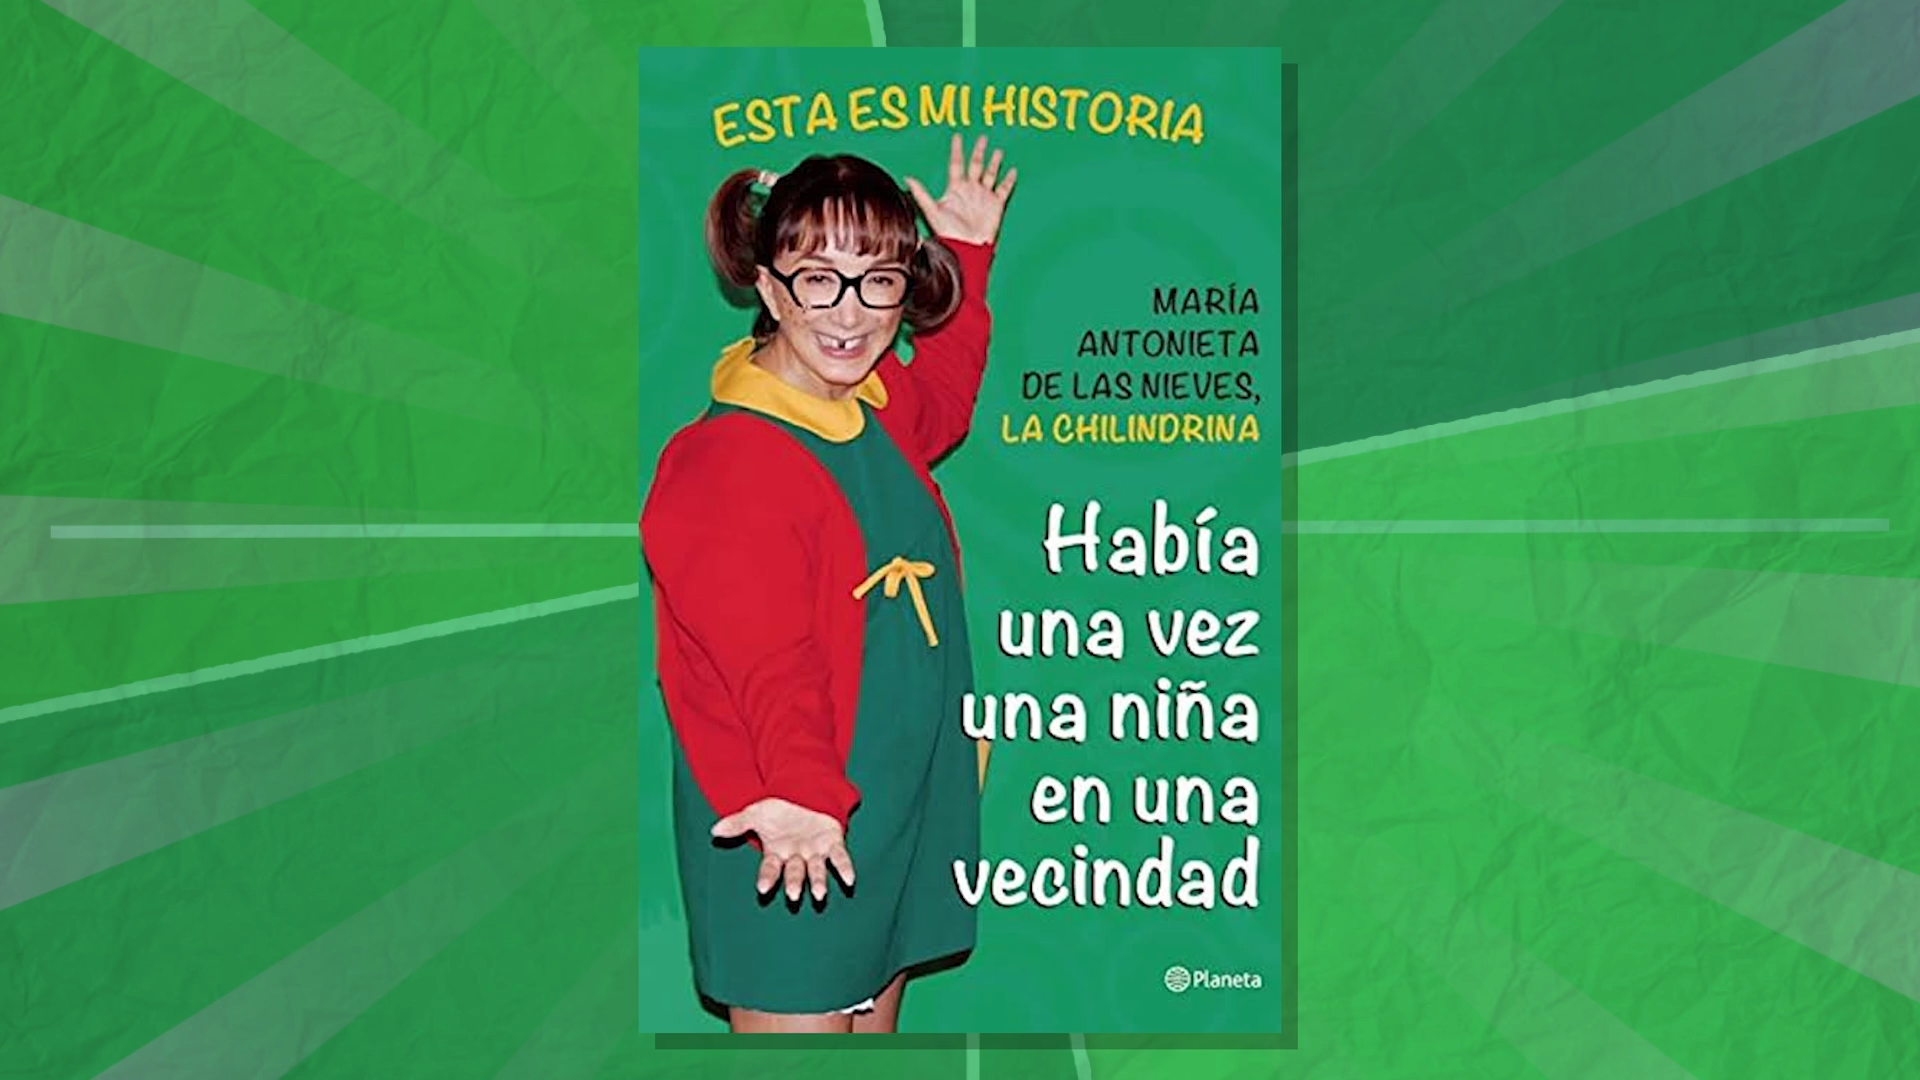 ESTA ES MI HISTORIA
MARÍA
ANTONIETA
DE LAS NIEVES,
LA CHILINDRINA
Había
una vez
una niña
en una
vecindad
Planeta